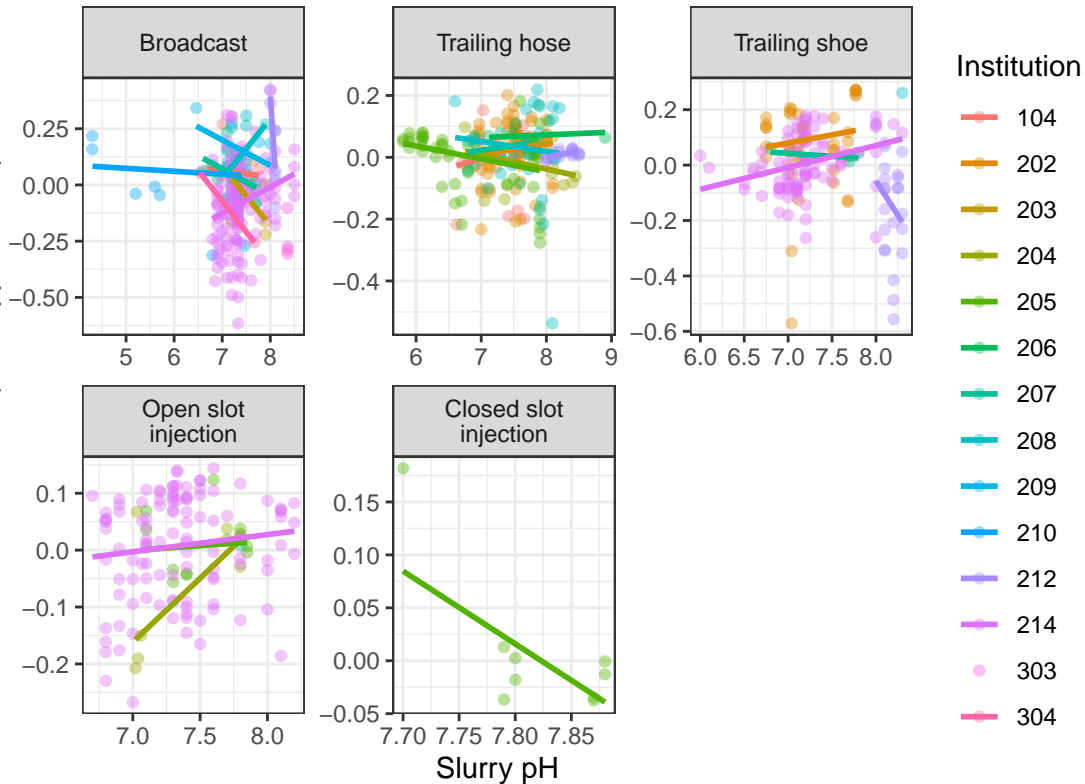 Broadcast
Trailing hose
Trailing shoe
0.25
0.00
−0.25
−0.50
5 6 7 8
0.2
0.0
−0.2
−0.4
6 7 8 9
0.2
0.0
−0.2
−0.4
−0.6
6.0 6.5 7.0 7.5 8.0
Open slot
injection
Closed slot
injection
0.1
0.0
−0.1
−0.2
7.0 7.5 8.0
0.15
0.10
0.05
0.00
−0.05
7.70 7.75 7.80 7.85
Slurry pH
Institution
104
202
203
204
205
206
207
208
209
210
212
214
303
304